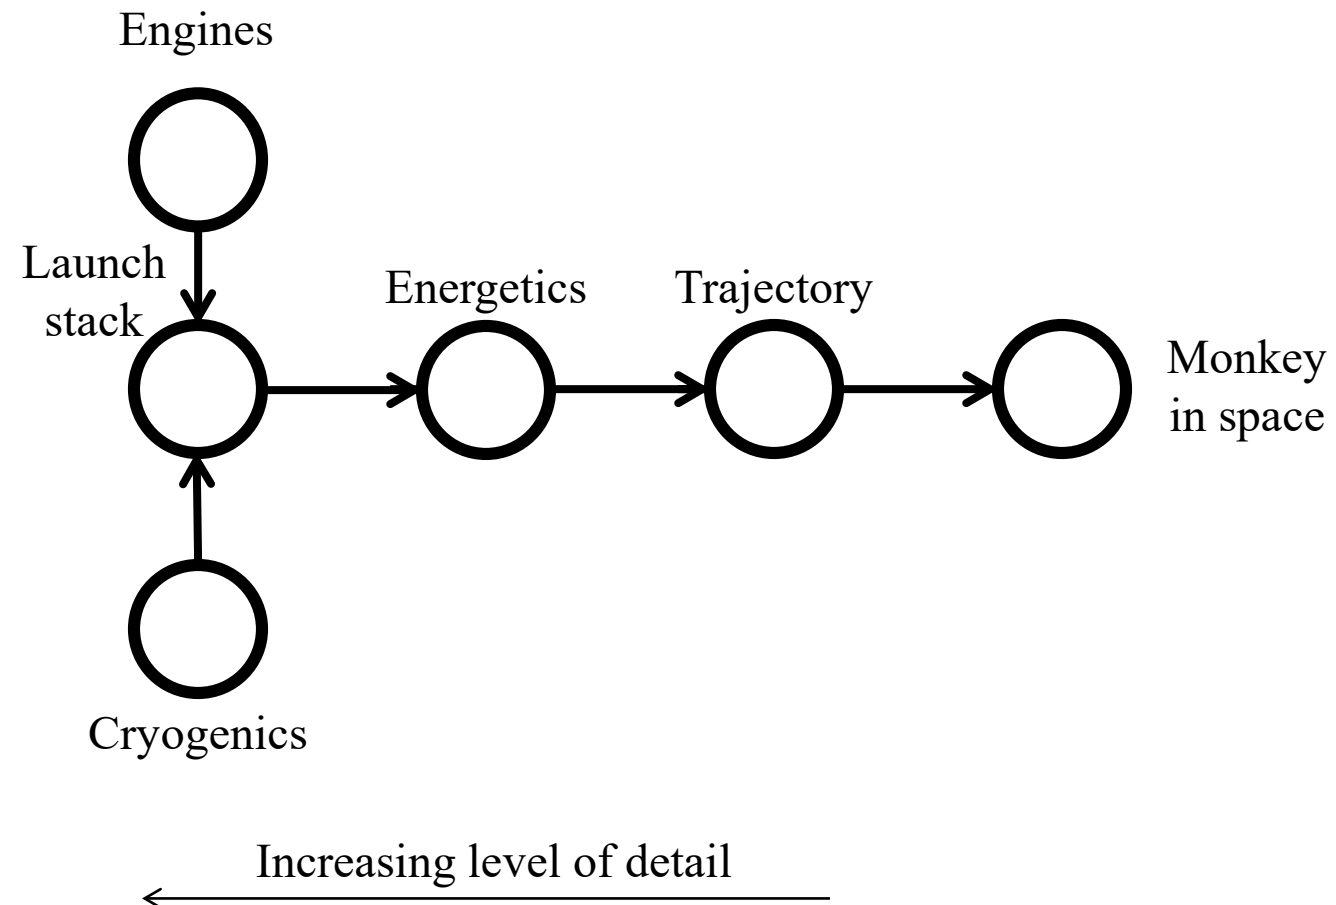 Engines
Launch
stack
Energetics
Trajectory
Monkey
in space
Cryogenics
Increasing level of detail